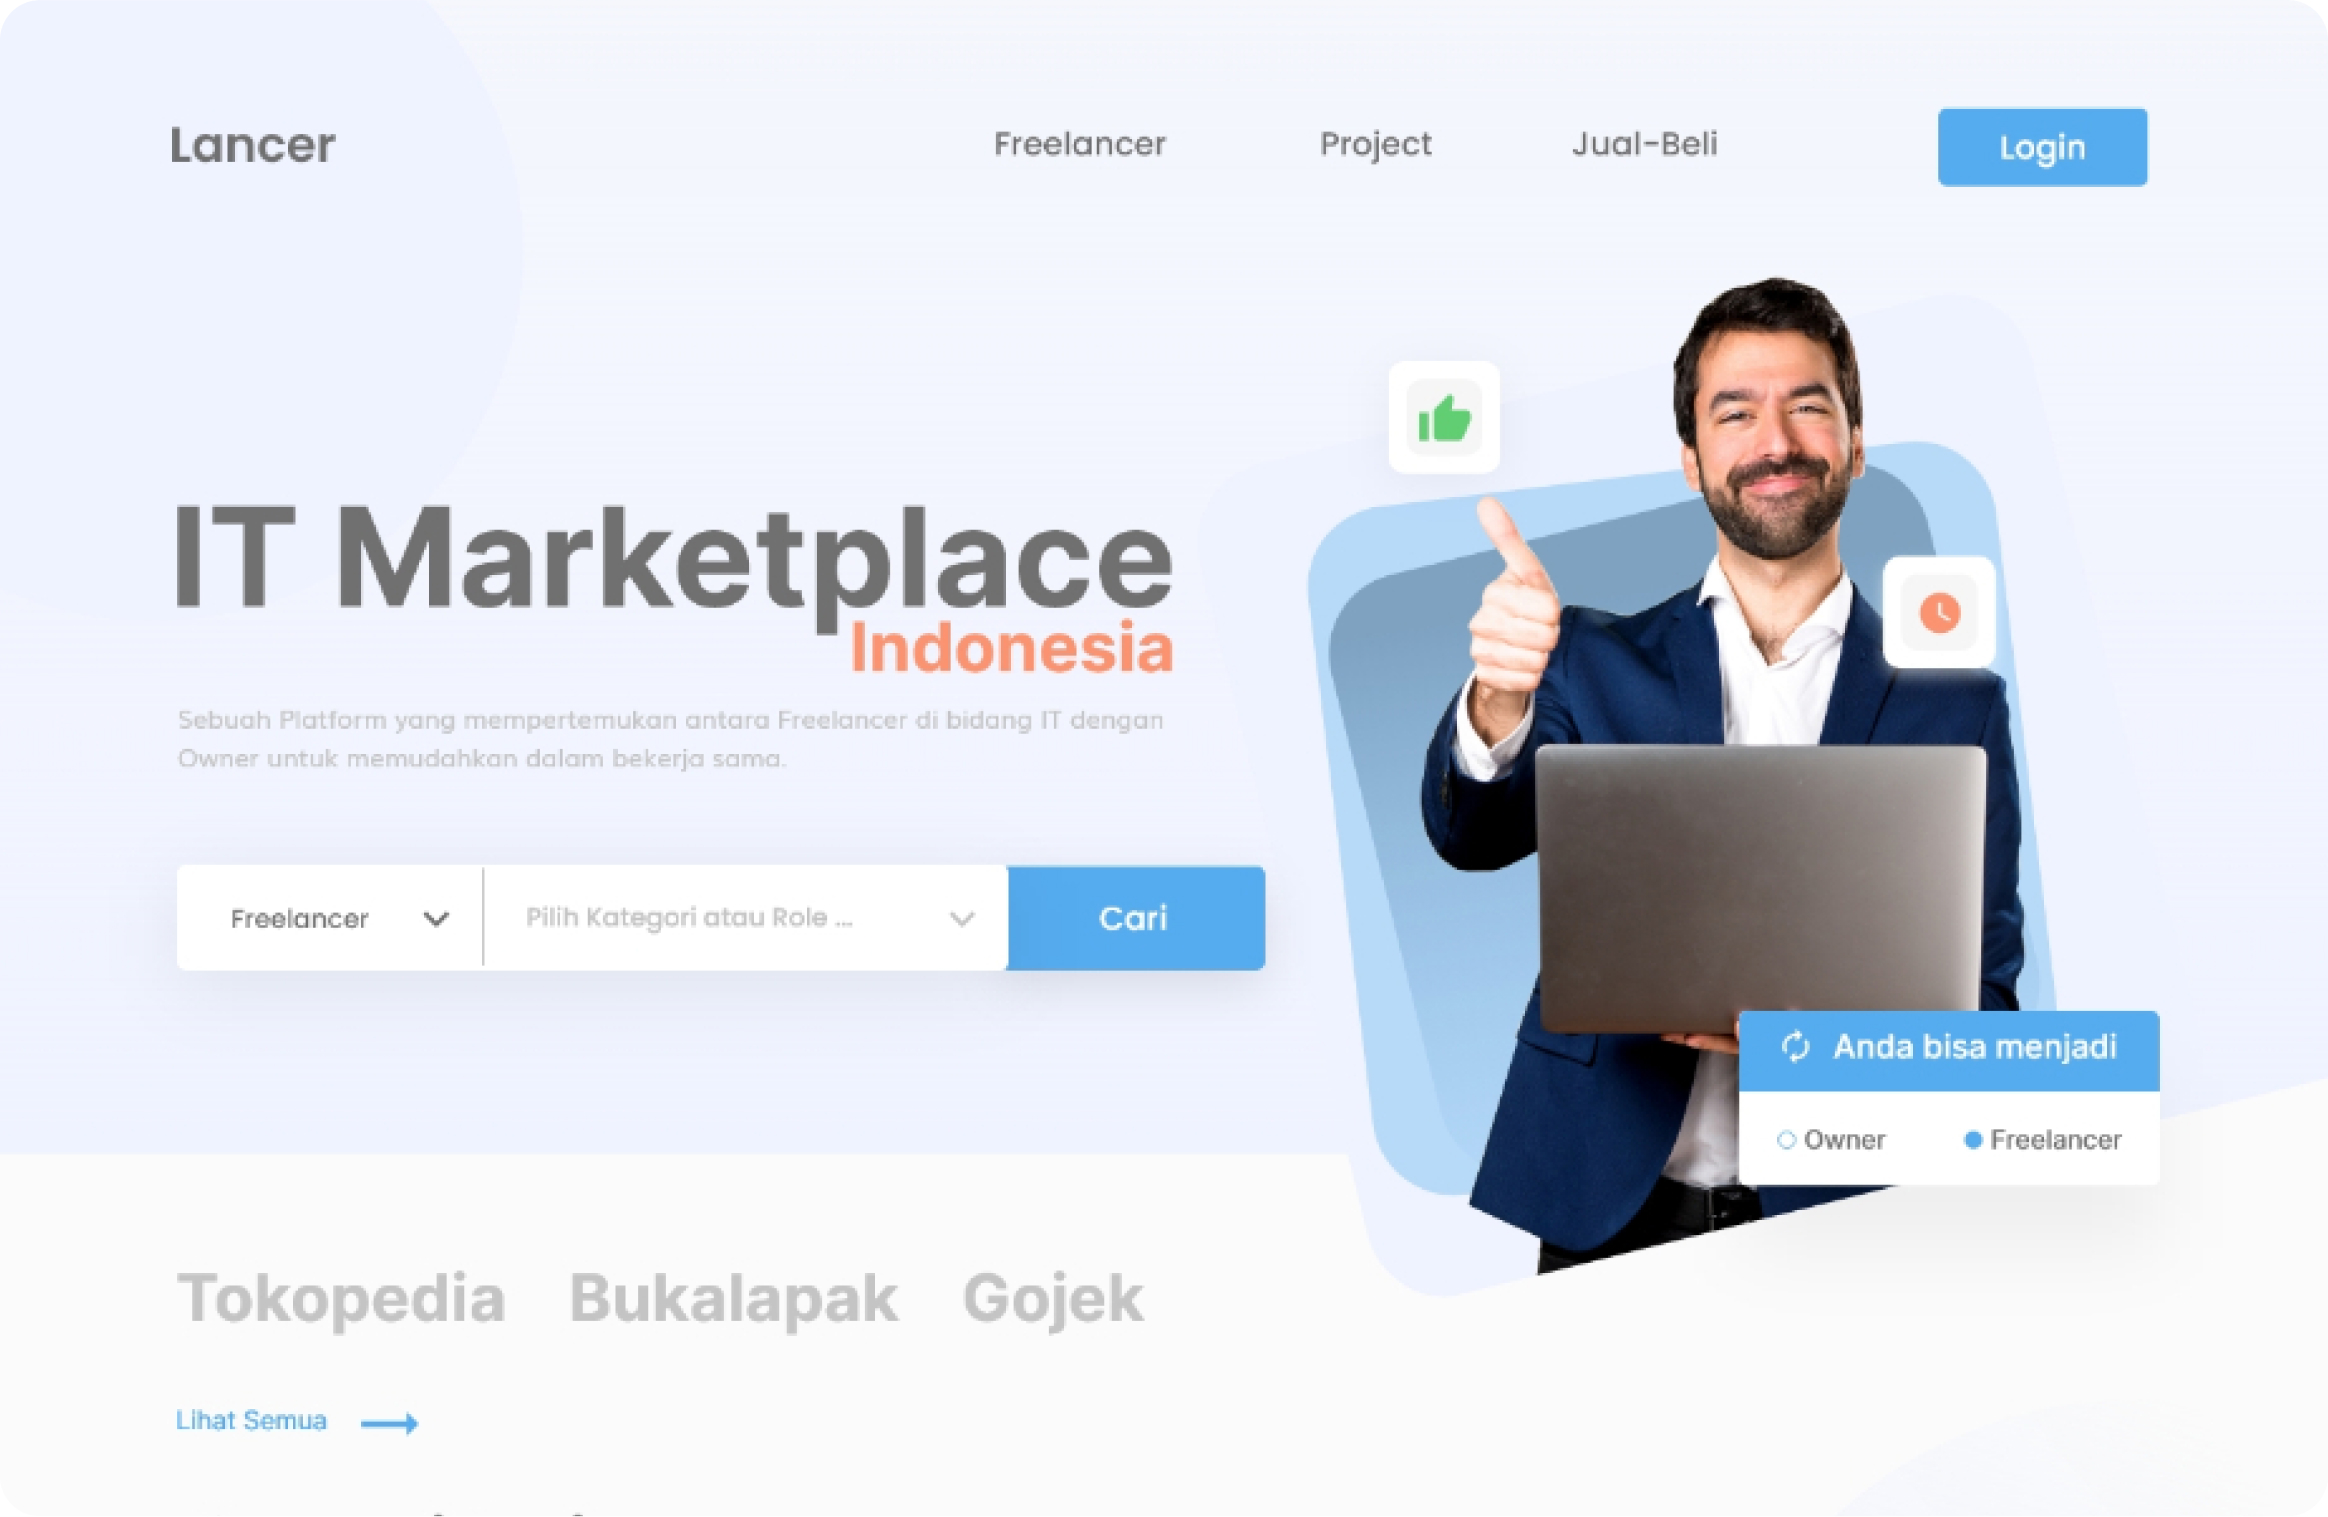 Lancer
Freelancer
Project
Jual-Beli
Login
IT Marketplace
Indonesia
Sebuah Platform yang mempertemukan antara Freelancer di bidang IT dengan
Owner untuk memudahkan dalam bekerja sama.
Freelancer
Pilih Kategori atau Role ...
Cari
Anda bisa menjadi
Owner
Freelancer
Tokopedia Bukalapak Gojek
Lihat Semua